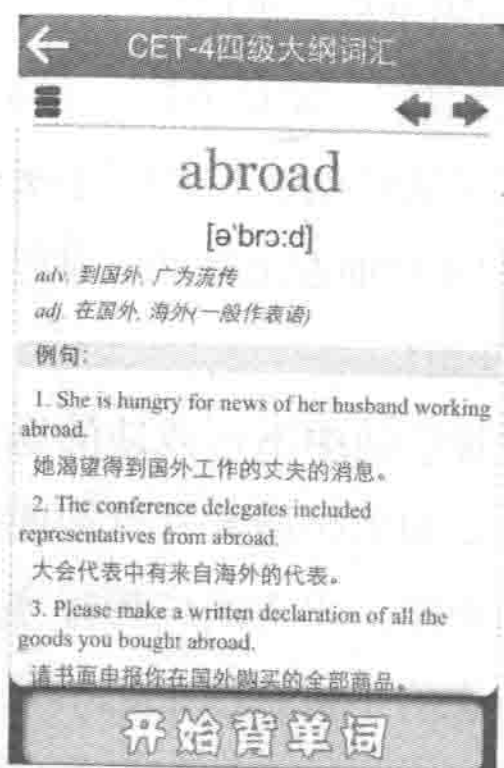 CET-4四级大纲词汇
abroad
[ə'brɔ:d]
adv. 到国外, 广为流传
adj. 在国外, 海外(一般作表语)
例句:
1. She is hungry for news of her husband working
abroad.
她渴望得到国外工作的丈夫的消息。
2. The conference delegates included
representatives from abroad.
大会代表中有来自海外的代表。
3. Please make a written declaration of all the
goods you bought abroad.
请书面申报你在国外购买的全部商品。
开始背单词